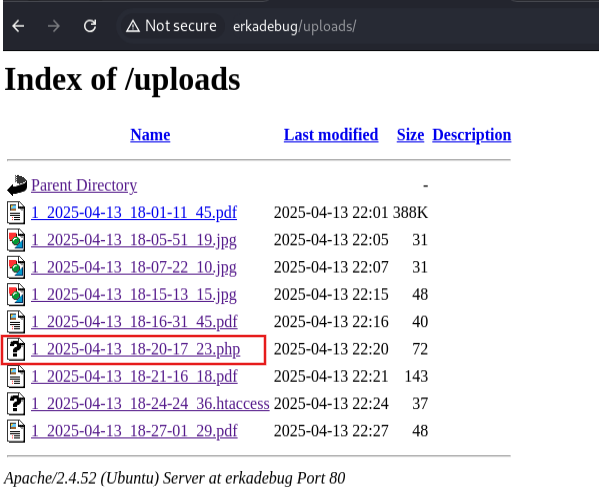 Not secure erkadebug/uploads/
Index of /uploads
Name Last modified Size Description
Parent Directory -
1_2025-04-13_18-01-11_45.pdf 2025-04-13 22:01 388K
1_2025-04-13_18-05-51_19.jpg 2025-04-13 22:05 31
1_2025-04-13_18-07-22_10.jpg 2025-04-13 22:07 31
1_2025-04-13_18-15-13_15.jpg 2025-04-13 22:15 48
1_2025-04-13_18-16-31_45.pdf 2025-04-13 22:16 40
1_2025-04-13_18-20-17_23.php 2025-04-13 22:20 72
1_2025-04-13_18-21-16_18.pdf 2025-04-13 22:21 143
1_2025-04-13_18-24-24_36.htaccess 2025-04-13 22:24 37
1_2025-04-13_18-27-01_29.pdf 2025-04-13 22:27 48
Apache/2.4.52 (Ubuntu) Server at erkadebug Port 80